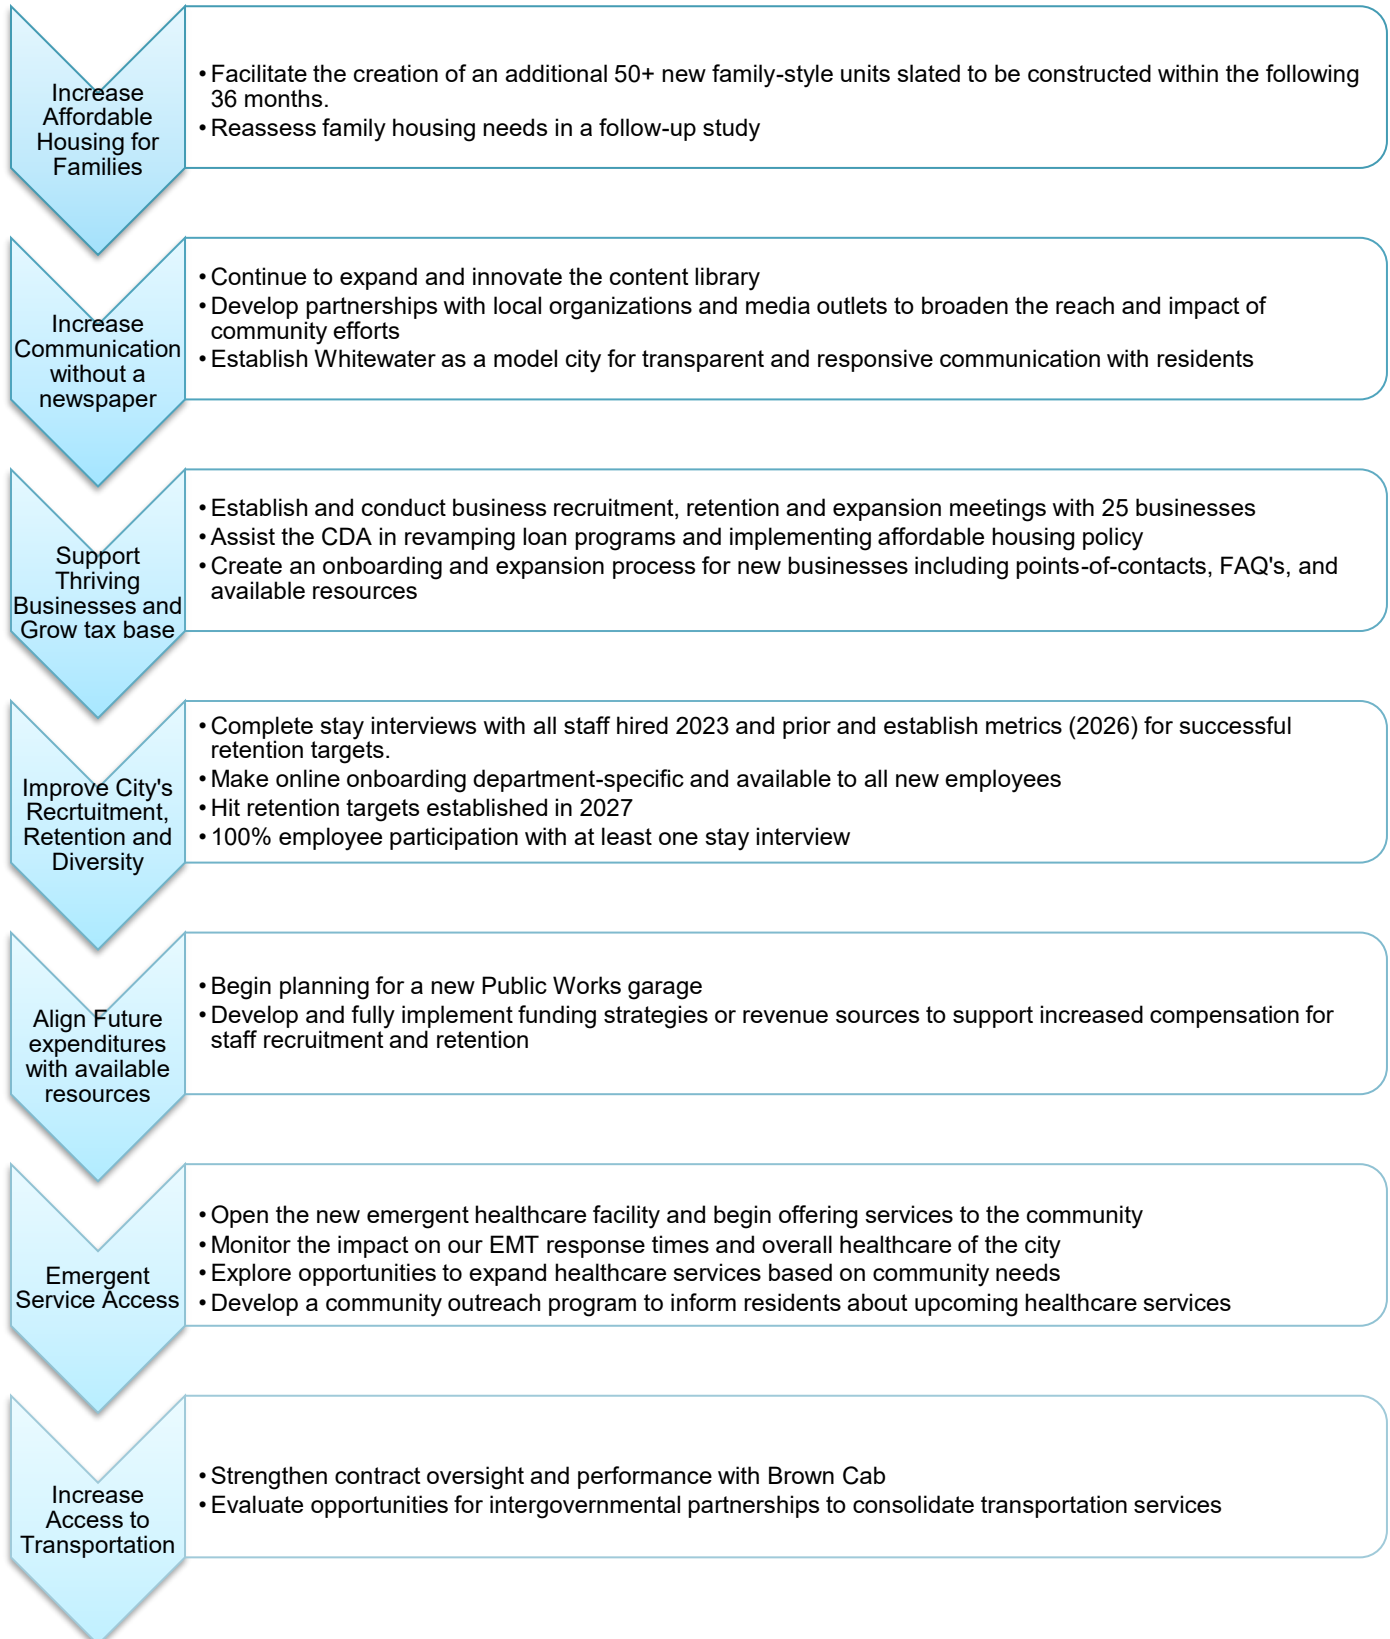 Increase
Affordable
Housing for
Families
• Facilitate the creation of an additional 50+ new family-style units slated to be constructed within the following
36 months.
• Reassess family housing needs in a follow-up study
Increase
Communication
without a
newspaper
• Continue to expand and innovate the content library
• Develop partnerships with local organizations and media outlets to broaden the reach and impact of
community efforts
• Establish Whitewater as a model city for transparent and responsive communication with residents
Support
Thriving
Businesses and
Grow tax base
• Establish and conduct business recruitment, retention and expansion meetings with 25 businesses
• Assist the CDA in revamping loan programs and implementing affordable housing policy
• Create an onboarding and expansion process for new businesses including points-of-contacts, FAQ's, and
available resources
Improve City's
Recrtuitment,
Retention and
Diversity
• Complete stay interviews with all staff hired 2023 and prior and establish metrics (2026) for successful
retention targets.
• Make online onboarding department-specific and available to all new employees
• Hit retention targets established in 2027
• 100% employee participation with at least one stay interview
Align Future
expenditures
with available
resources
• Begin planning for a new Public Works garage
• Develop and fully implement funding strategies or revenue sources to support increased compensation for
staff recruitment and retention
Emergent
Service Access
• Open the new emergent healthcare facility and begin offering services to the community
• Monitor the impact on our EMT response times and overall healthcare of the city
• Explore opportunities to expand healthcare services based on community needs
• Develop a community outreach program to inform residents about upcoming healthcare services
Increase
Access to
Transportation
• Strengthen contract oversight and performance with Brown Cab
• Evaluate opportunities for intergovernmental partnerships to consolidate transportation services